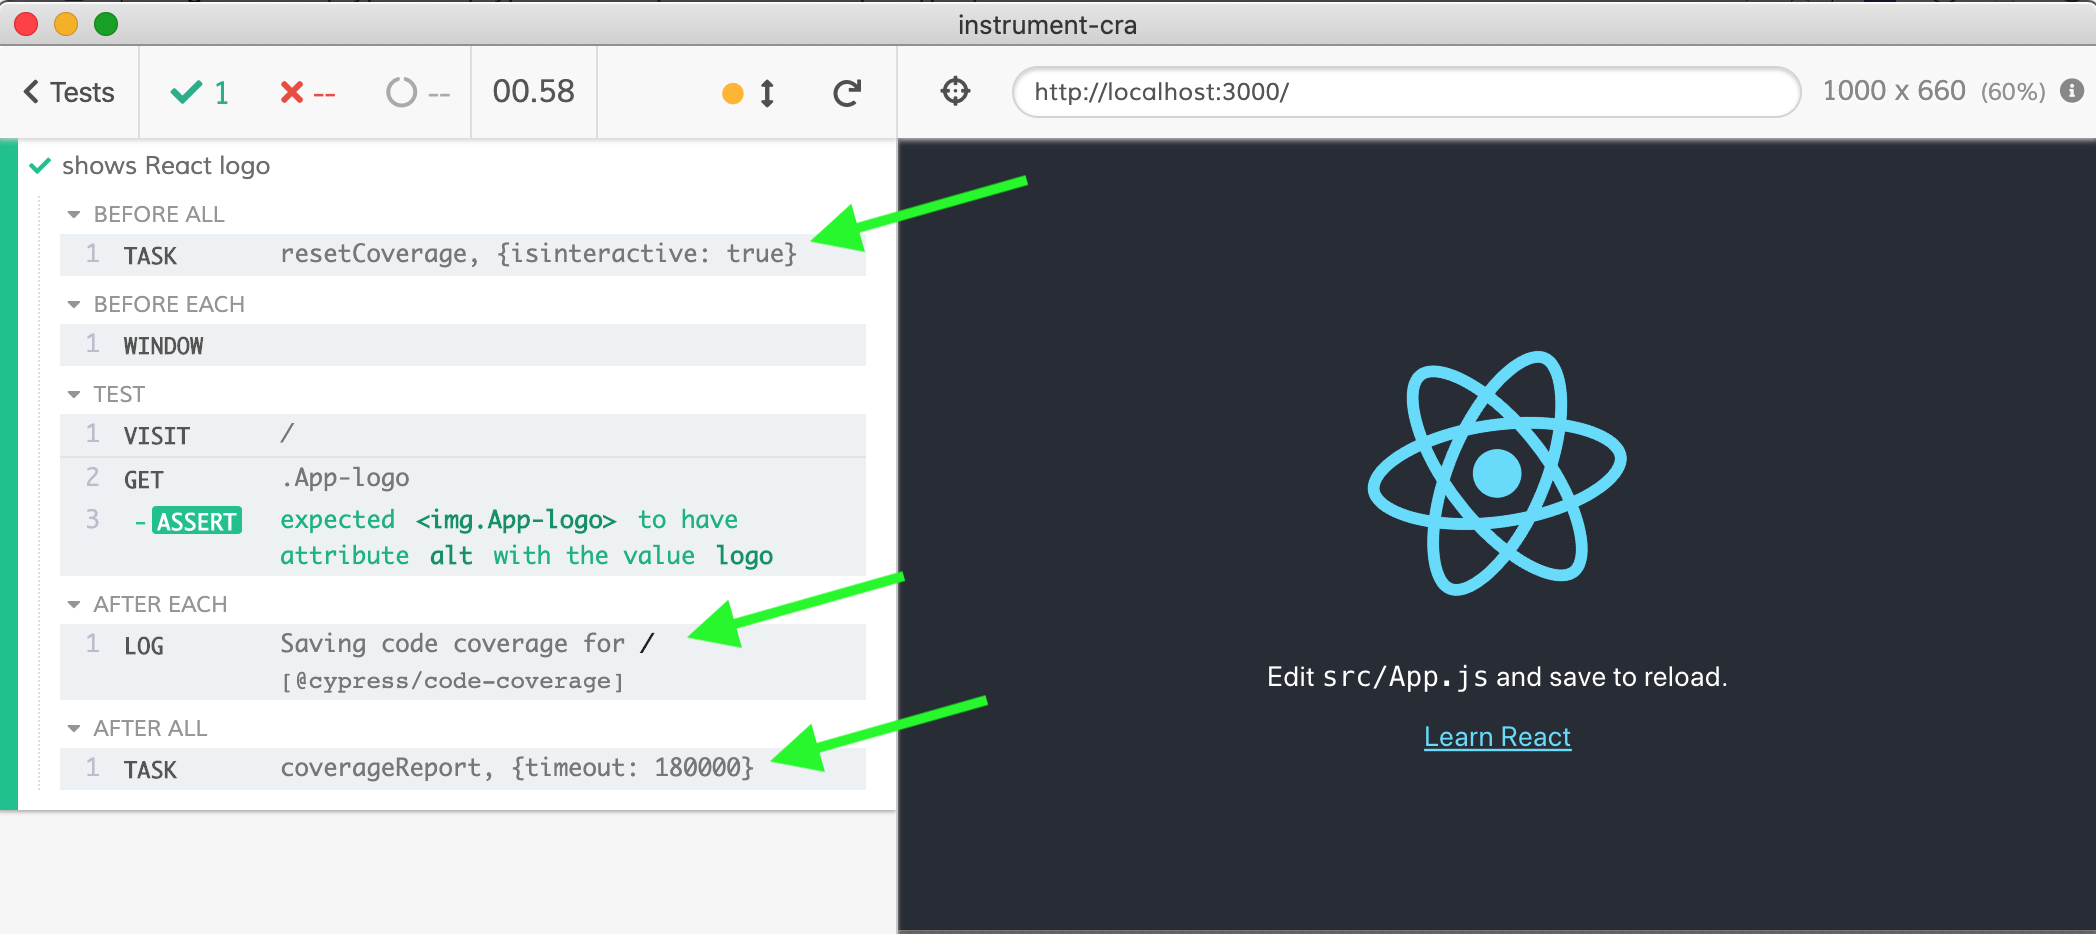 instrument-cra
Tests 1 -- -- 00.58 http://localhost:3000/ 1000 x 660 (60%)
shows React logo
BEFORE ALL
1 TASK resetCoverage, {isinteractive: true}
BEFORE EACH
1 WINDOW
TEST
1 VISIT /
2 GET .App-logo
3 -ASSERT expected <img.App-logo> to have
attribute alt with the value logo
AFTER EACH
1 LOG Saving code coverage for /
[@cypress/code-coverage]
AFTER ALL
1 TASK coverageReport, {timeout: 180000}
Edit src/App.js and save to reload.
Learn React